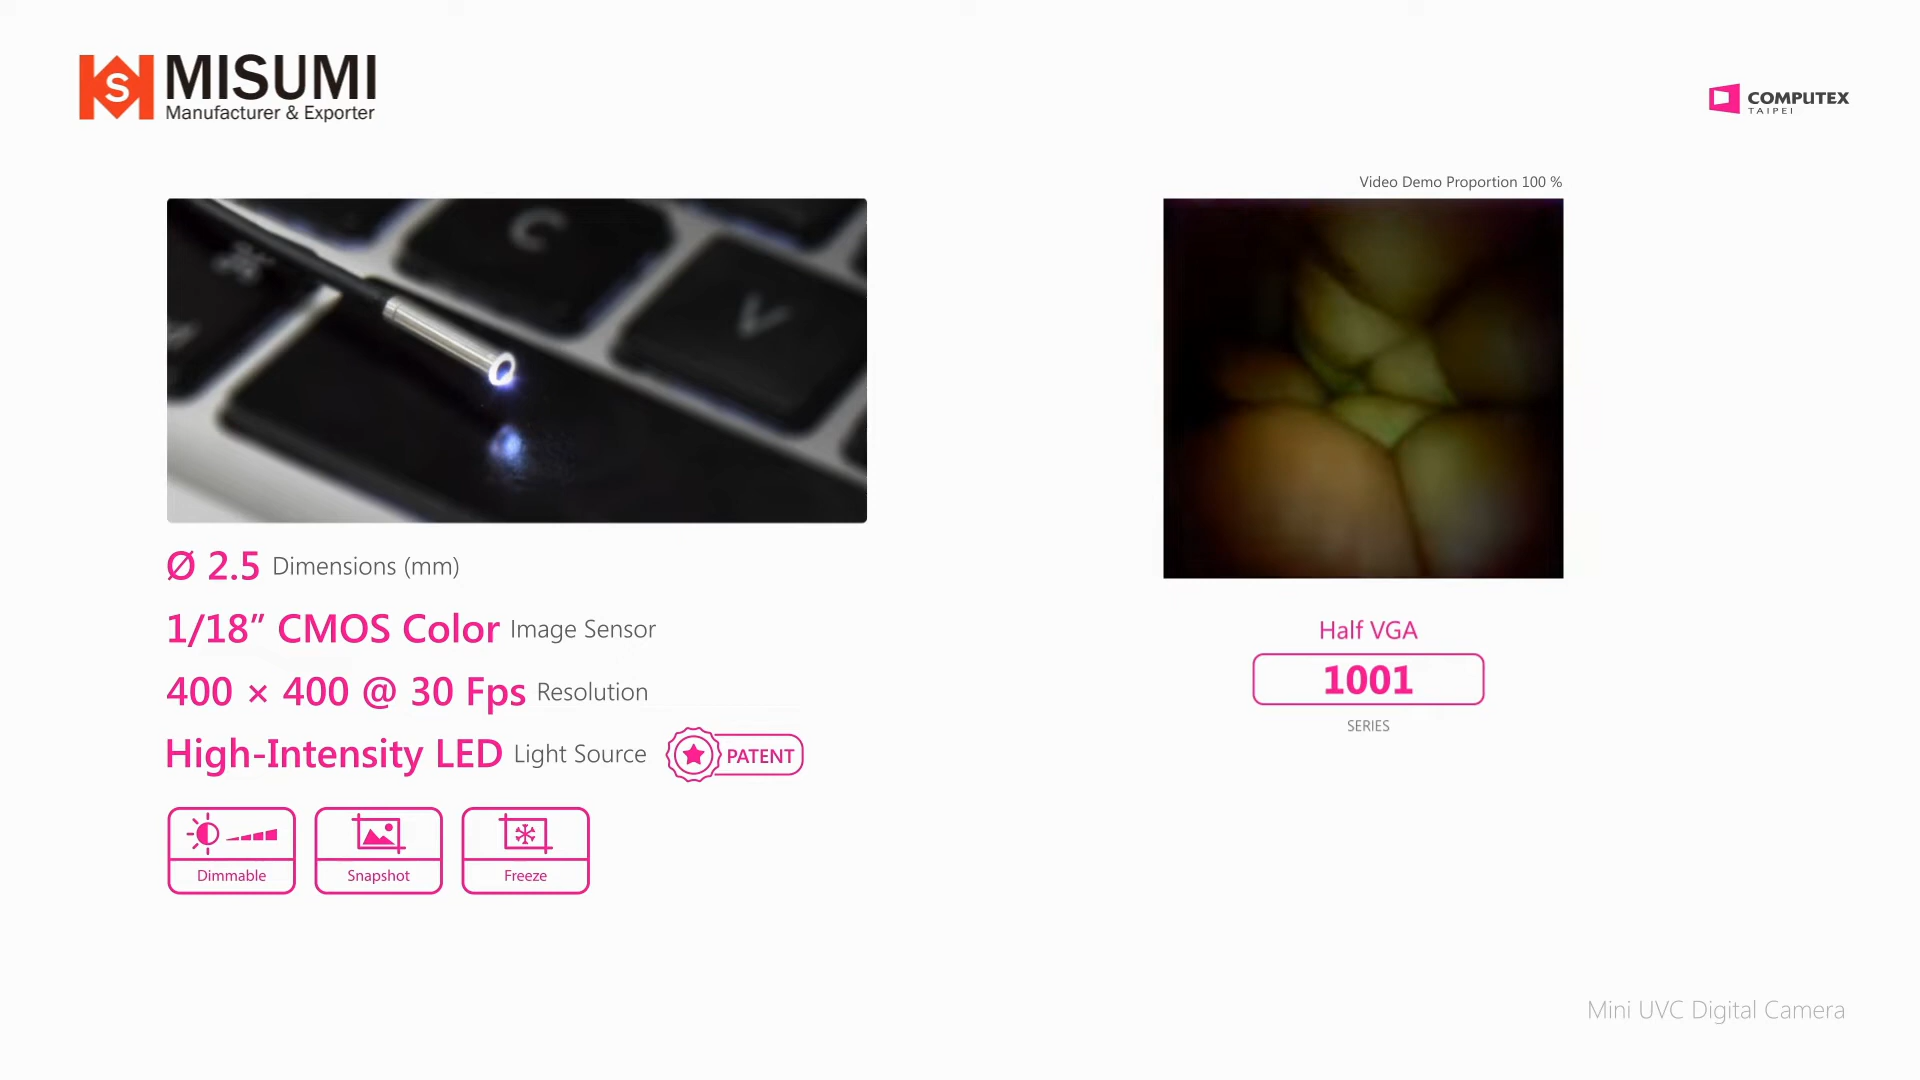 MISUMI
Manufacturer & Exporter
COMPUTEX
TAIPEI
Video Demo Proportion 100 %
C
V
Ø 2.5 Dimensions (mm)
1/18” CMOS Color Image Sensor
400 × 400 @ 30 Fps Resolution
High-Intensity LED Light Source
PATENT
Dimmable
Snapshot
Freeze
Half VGA
1001
SERIES
Mini UVC Digital Camera